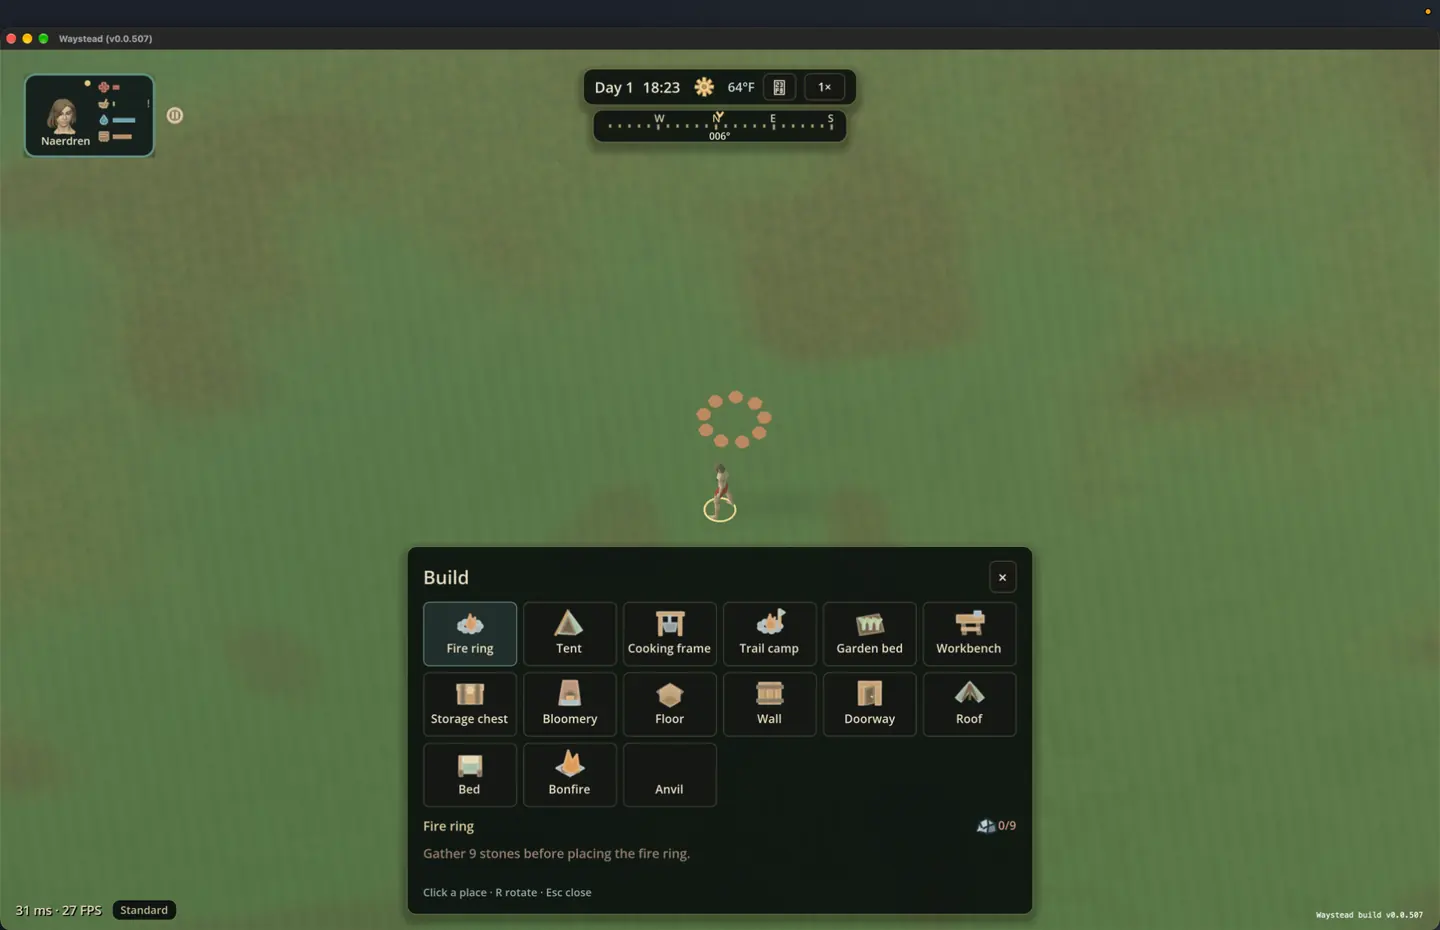 Waystead (v0.0.507)
Naerdren
!
Day 1 18:23 64°F 1×
W N E S
006°
Build
×
Fire ring
Tent
Cooking frame
Trail camp
Garden bed
Workbench
Storage chest
Bloomery
Floor
Wall
Doorway
Roof
Bed
Bonfire
Anvil
Fire ring
0/9
Gather 9 stones before placing the fire ring.
Click a place · R rotate · Esc close
31 ms · 27 FPS
Standard
Waystead build v0.0.507